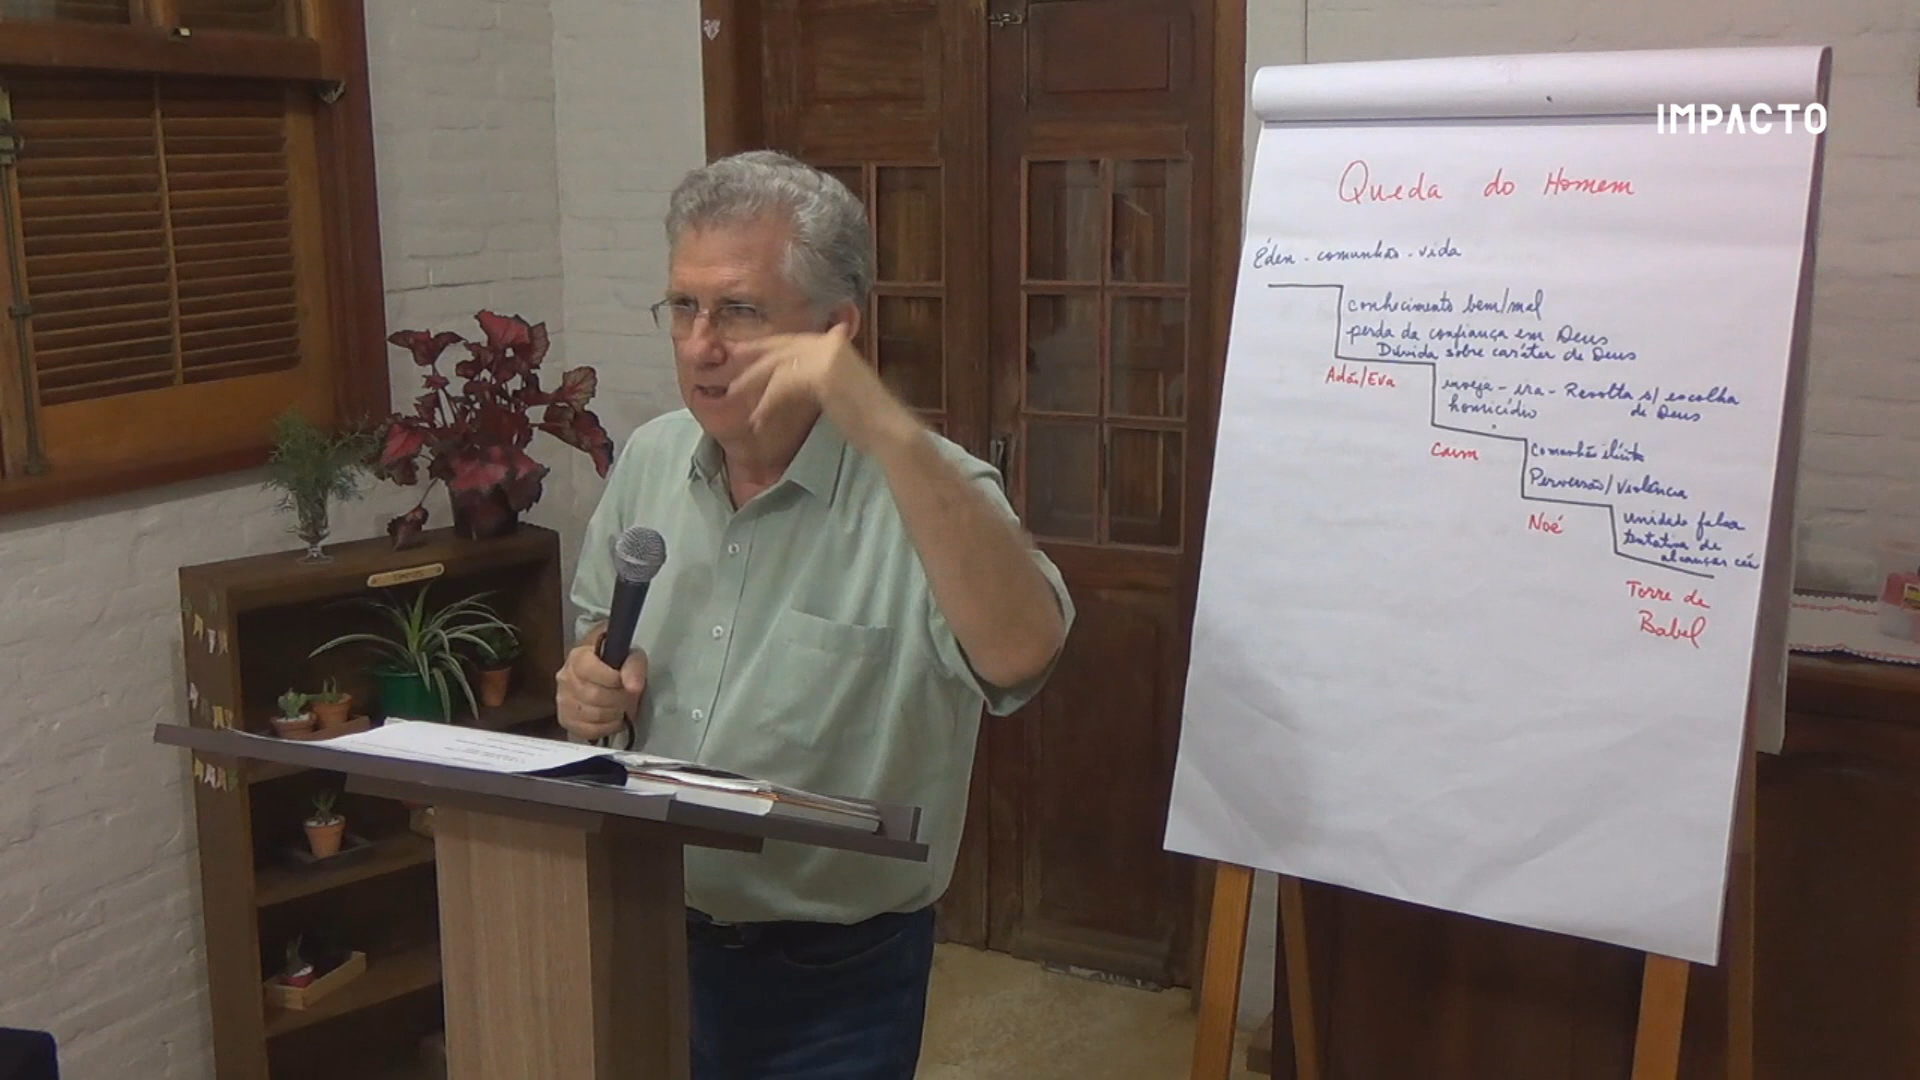 IMPACTO
Queda do Homem
Éden - comunhão - vida
conhecimento bem/mal
perda da confiança em Deus
Dúvida sobre caráter de Deus
Adão/Eva
inveja - ira - Revolta s/ escolha
homicídio de Deus
Caim
Comunhão ilícita
Perversão/Violência
Noé
unidade falsa
tentativa de
alcançar céu
Torre de
Babel